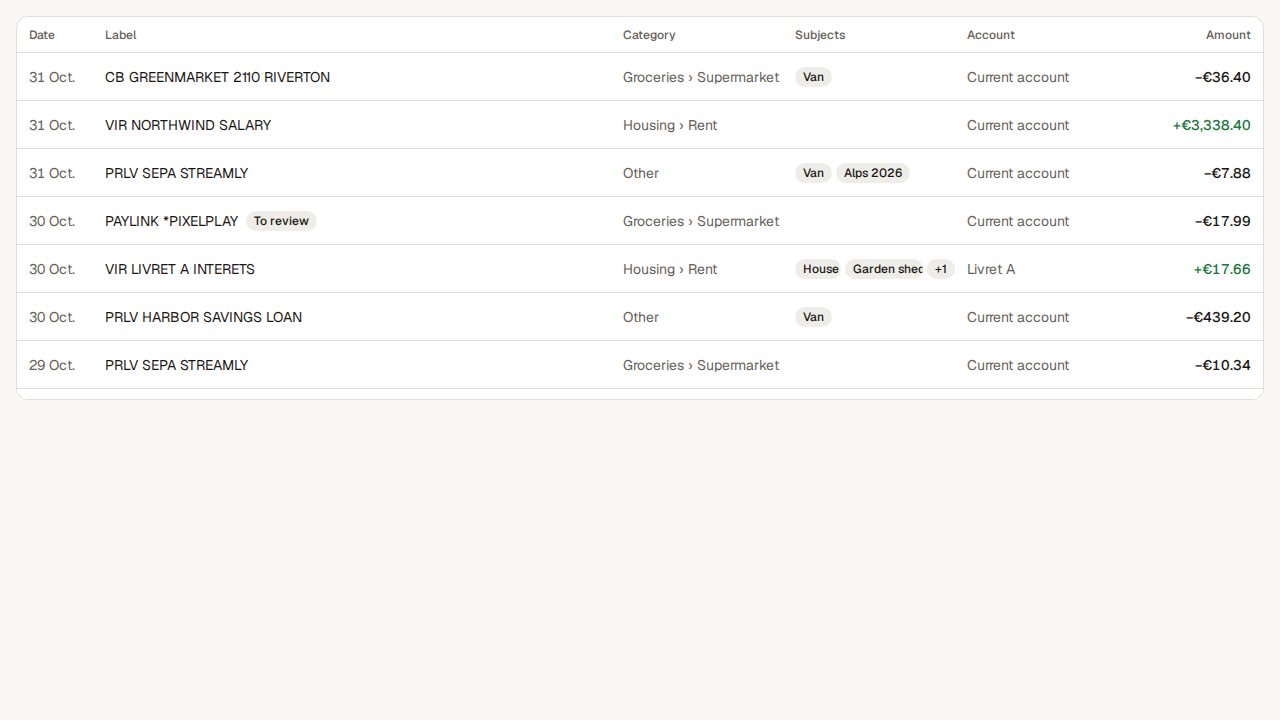 Date Label Category Subjects Account Amount
31 Oct. CB GREENMARKET 2110 RIVERTON Groceries › Supermarket Van Current account −€36.40
31 Oct. VIR NORTHWIND SALARY Housing › Rent Current account +€3,338.40
31 Oct. PRLV SEPA STREAMLY Other Van Alps 2026 Current account −€7.88
30 Oct. PAYLINK *PIXELPLAY To review Groceries › Supermarket Current account −€17.99
30 Oct. VIR LIVRET A INTERETS Housing › Rent House Garden shed +1 Livret A +€17.66
30 Oct. PRLV HARBOR SAVINGS LOAN Other Van Current account −€439.20
29 Oct. PRLV SEPA STREAMLY Groceries › Supermarket Current account −€10.34